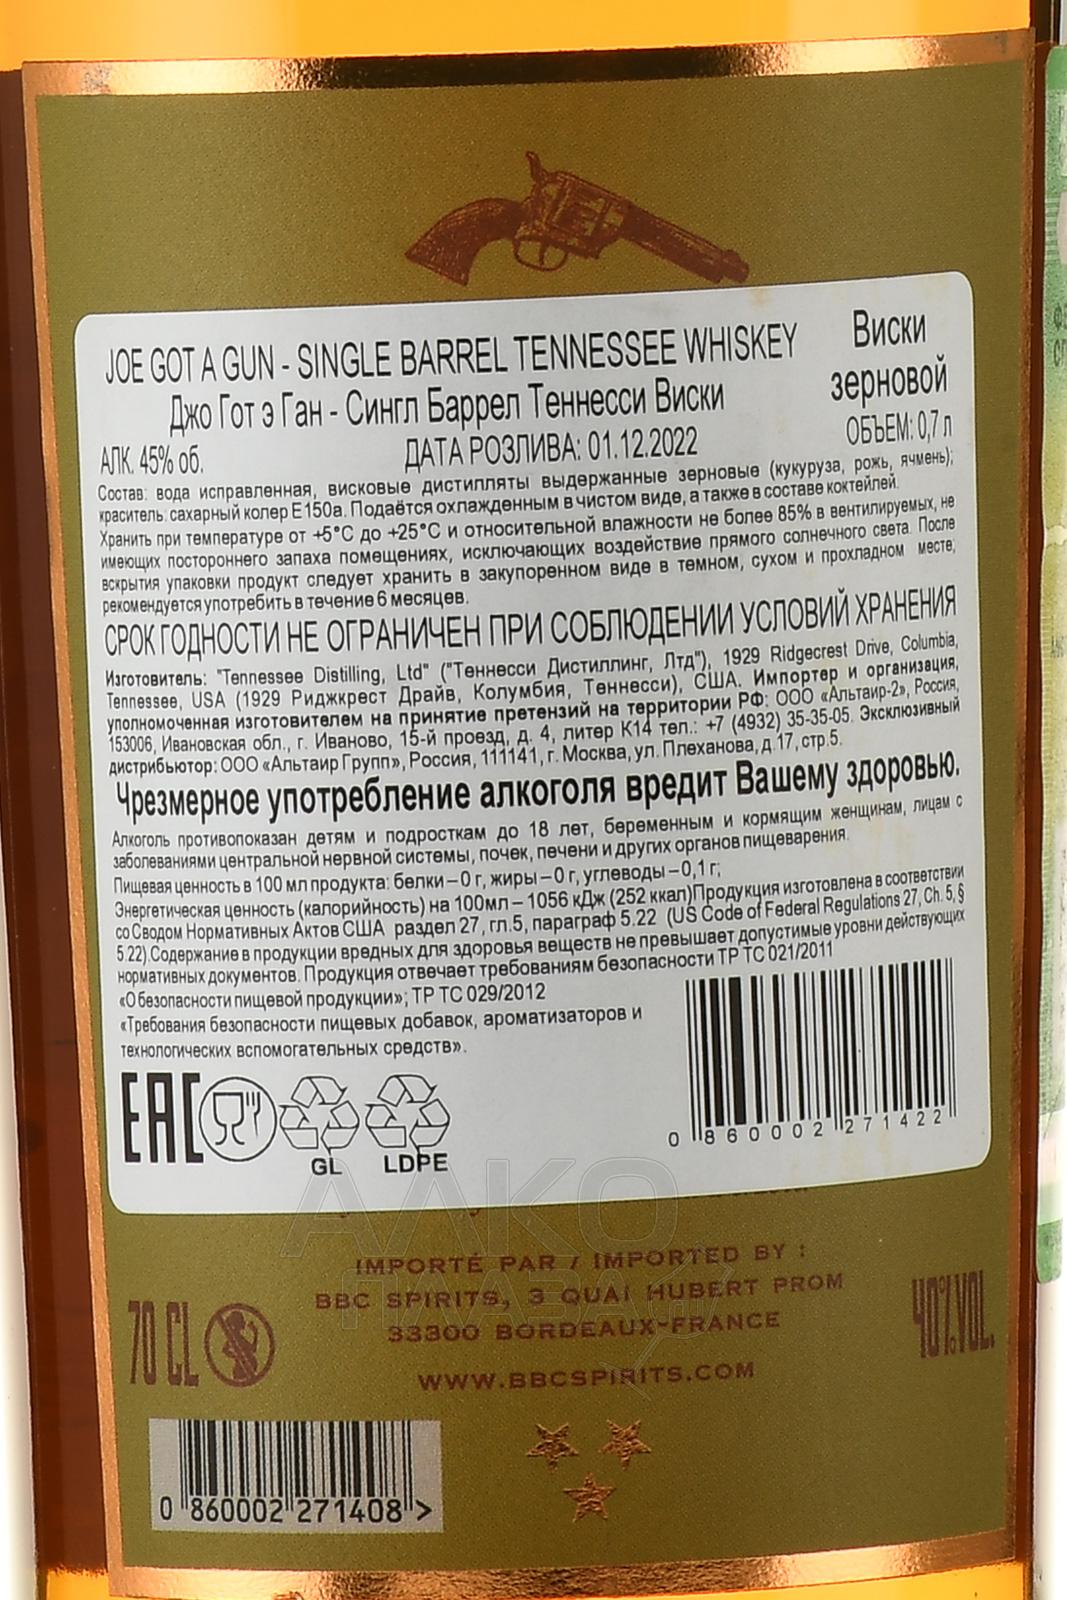 JOE GOT A GUN - SINGLE BARREL TENNESSEE WHISKEY
Джо Гот э Ган - Сингл Баррел Теннесси Виски
Виски
зерновой
АЛК. 45% об.
ДАТА РОЗЛИВА: 01.12.2022
ОБЪЕМ: 0,7 л
Состав: вода исправленная, висковые дистилляты выдержанные зерновые (кукуруза, рожь, ячмень);
краситель: сахарный колер Е150а. Подаётся охлажденным в чистом виде, а также в составе коктейлей.
Хранить при температуре от +5°С до +25°С и относительной влажности не более 85% в вентилируемых, не
имеющих постороннего запаха помещениях, исключающих воздействие прямого солнечного света. После
вскрытия упаковки продукт следует хранить в закупоренном виде в темном, сухом и прохладном месте;
рекомендуется употребить в течение 6 месяцев.
СРОК ГОДНОСТИ НЕ ОГРАНИЧЕН ПРИ СОБЛЮДЕНИИ УСЛОВИЙ ХРАНЕНИЯ
Изготовитель: "Tennessee Distilling, Ltd" ("Теннесси Дистиллинг, Лтд"), 1929 Ridgecrest Drive, Columbia,
Tennessee, USA (1929 Риджкрест Драйв, Колумбия, Теннесси), США. Импортер и организация,
уполномоченная изготовителем на принятие претензий на территории РФ: ООО «Альтаир-2», Россия,
153006, Ивановская обл., г. Иваново, 15-й проезд, д. 4, литер К14 тел.: +7 (4932) 35-35-05. Эксклюзивный
дистрибьютор: ООО «Альтаир Групп», Россия, 111141, г. Москва, ул. Плеханова, д.17, стр.5.
Чрезмерное употребление алкоголя вредит Вашему здоровью.
Алкоголь противопоказан детям и подросткам до 18 лет, беременным и кормящим женщинам, лицам с
заболеваниями центральной нервной системы, почек, печени и других органов пищеварения.
Пищевая ценность в 100 мл продукта: белки – 0 г, жиры – 0 г, углеводы – 0,1 г;
Энергетическая ценность (калорийность) на 100мл – 1056 кДж (252 ккал)Продукция изготовлена в соответствии
со Сводом Нормативных Актов США раздел 27, гл.5, параграф 5.22 (US Code of Federal Regulations 27, Ch. 5, §
5.22).Содержание в продукции вредных для здоровья веществ не превышает допустимые уровни действующих
нормативных документов. Продукция отвечает требованиям безопасности ТР ТС 021/2011
«О безопасности пищевой продукции»; ТР ТС 029/2012
«Требования безопасности пищевых добавок, ароматизаторов и
технологических вспомогательных средств».
EAC
GL
LDPE
0 860002 271422
IMPORTÉ PAR / IMPORTED BY :
BBC SPIRITS, 3 QUAI HUBERT PROM
33300 BORDEAUX-FRANCE
WWW.BBCSPIRITS.COM
70 CL
40%VOL.
0 860002 271408 >